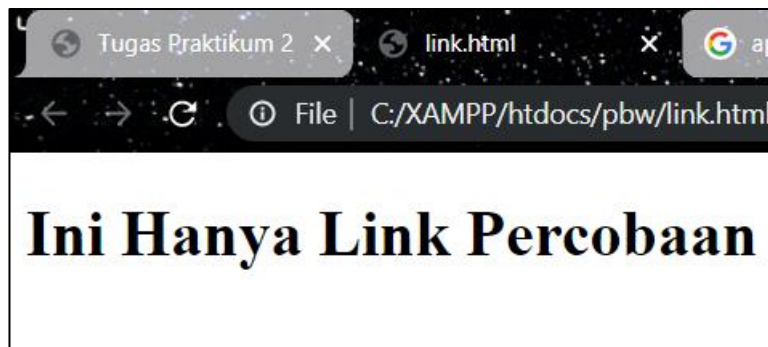 Tugas Praktikum 2
link.html
File | C:/XAMPP/htdocs/pbw/link.html
Ini Hanya Link Percobaan